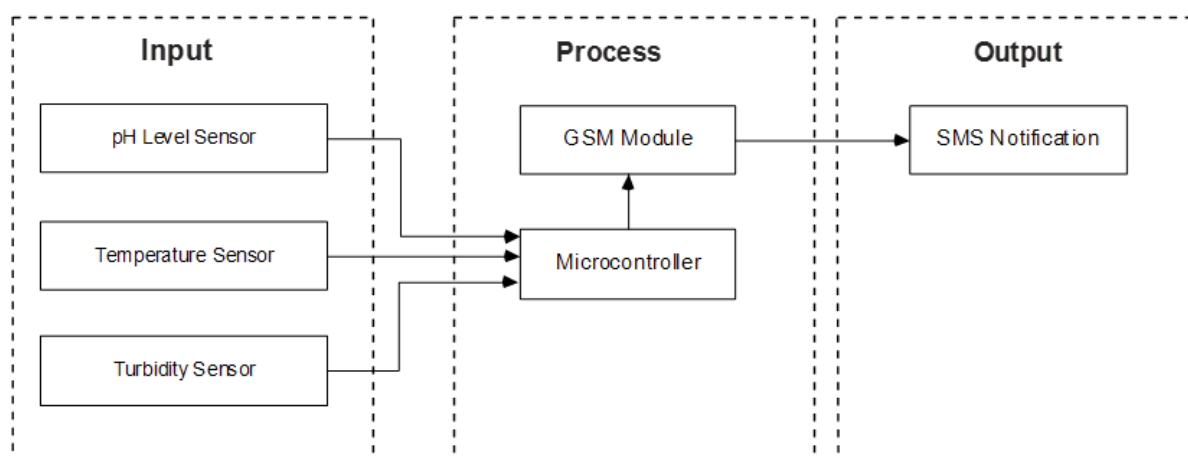 Input
pH Level Sensor
Temperature Sensor
Turbidity Sensor
Process
GSM Module
Microcontroller
Output
SMS Notification